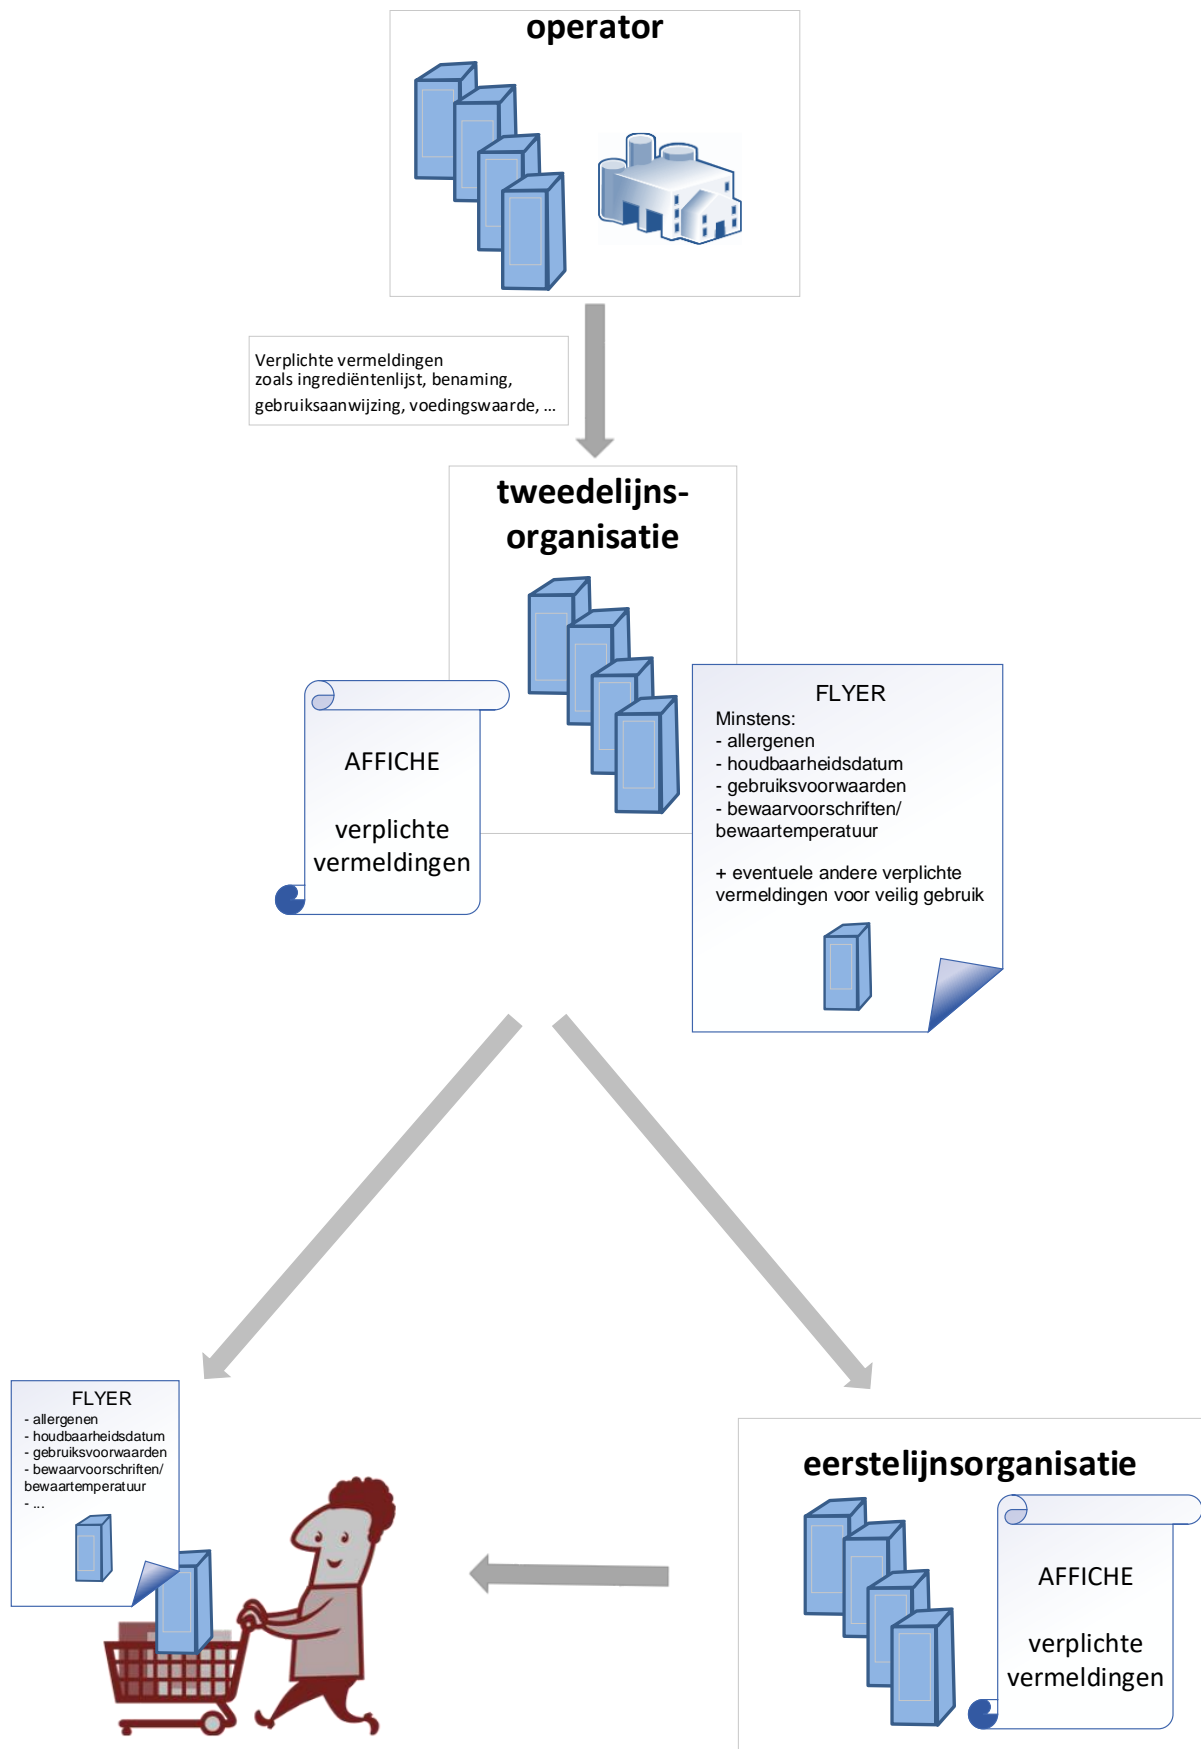 operator
Verplichte vermeldingen
zoals ingrediëntenlijst, benaming,
gebruiksaanwijzing, voedingswaarde, ...
tweedelijns-
organisatie
AFFICHE
verplichte
vermeldingen
FLYER
Minstens:
- allergenen
- houdbaarheidsdatum
- gebruiksvoorwaarden
- bewaarvoorschriften/
bewaartemperatuur
+ eventuele andere verplichte
vermeldingen voor veilig gebruik
FLYER
- allergenen
- houdbaarheidsdatum
- gebruiksvoorwaarden
- bewaarvoorschriften/
bewaartemperatuur
- ...
eerstelijnsorganisatie
AFFICHE
verplichte
vermeldingen